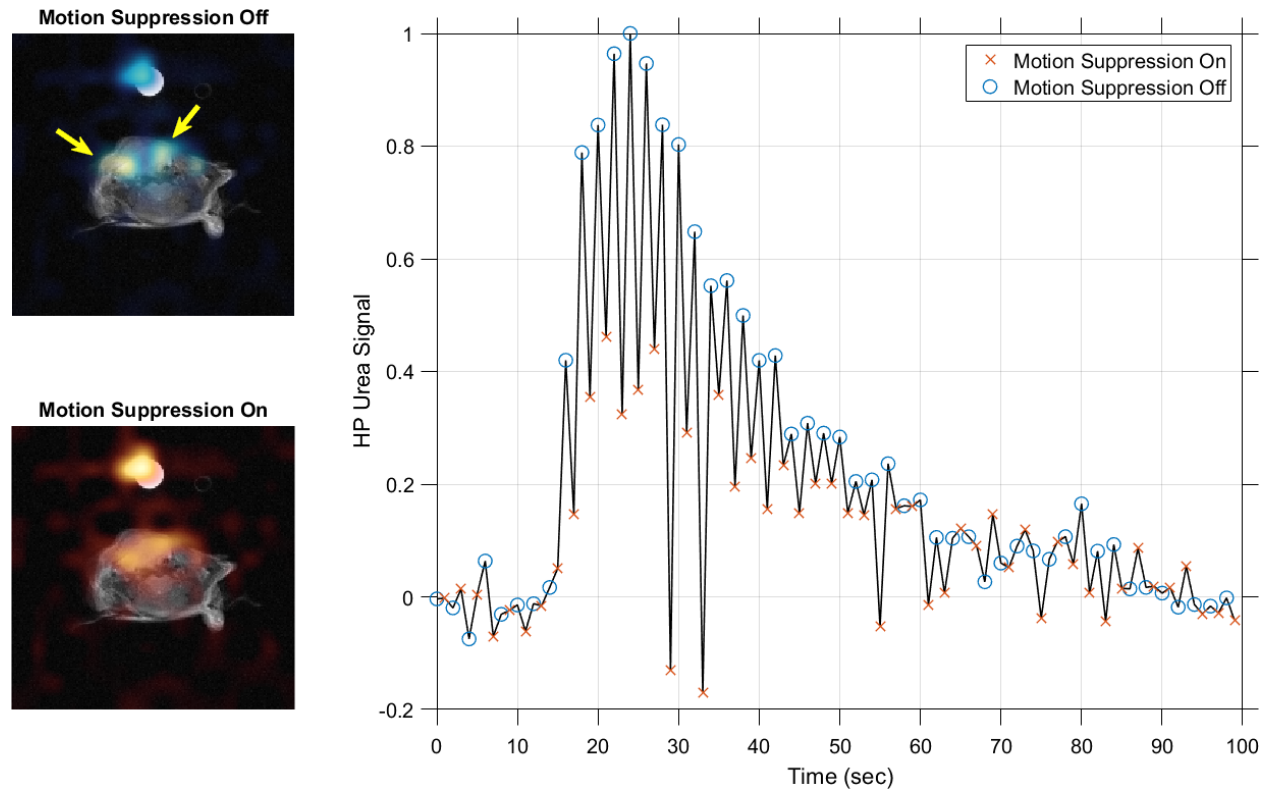 Motion Suppression Off
Motion Suppression On
HP Urea Signal
1
0.8
0.6
0.4
0.2
0
-0.2
0 10 20 30 40 50 60 70 80 90 100
Time (sec)
Motion Suppression On
Motion Suppression Off